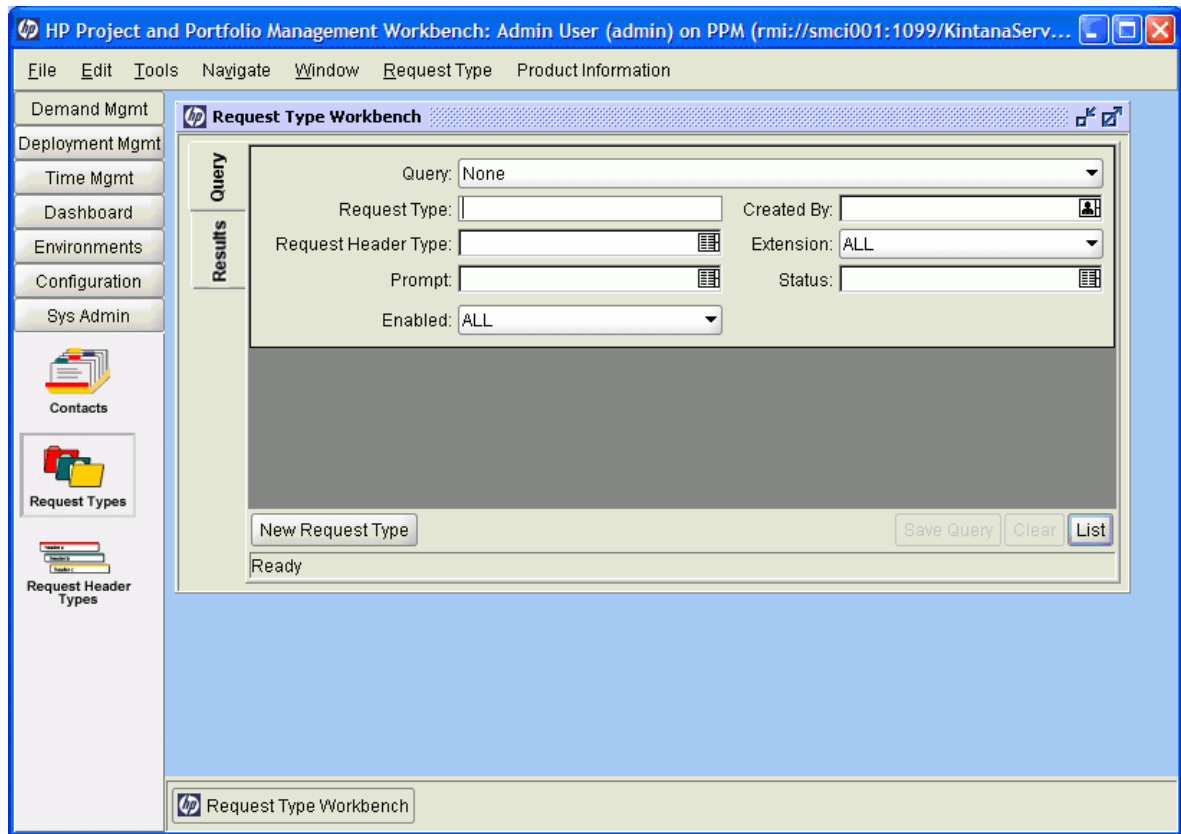 HP Project and Portfolio Management Workbench: Admin User (admin) on PPM (rmi://smci001:1099/KintanaServ...
File Edit Tools Navigate Window Request Type Product Information
Demand Mgmt
Deployment Mgmt
Time Mgmt
Dashboard
Environments
Configuration
Sys Admin
Contacts
Request Types
Request Header
Types
hp Request Type Workbench
Query
Results
Query: None
Request Type: Created By:
Request Header Type: Extension: ALL
Prompt: Status:
Enabled: ALL
New Request Type Save Query Clear List
Ready
hp Request Type Workbench